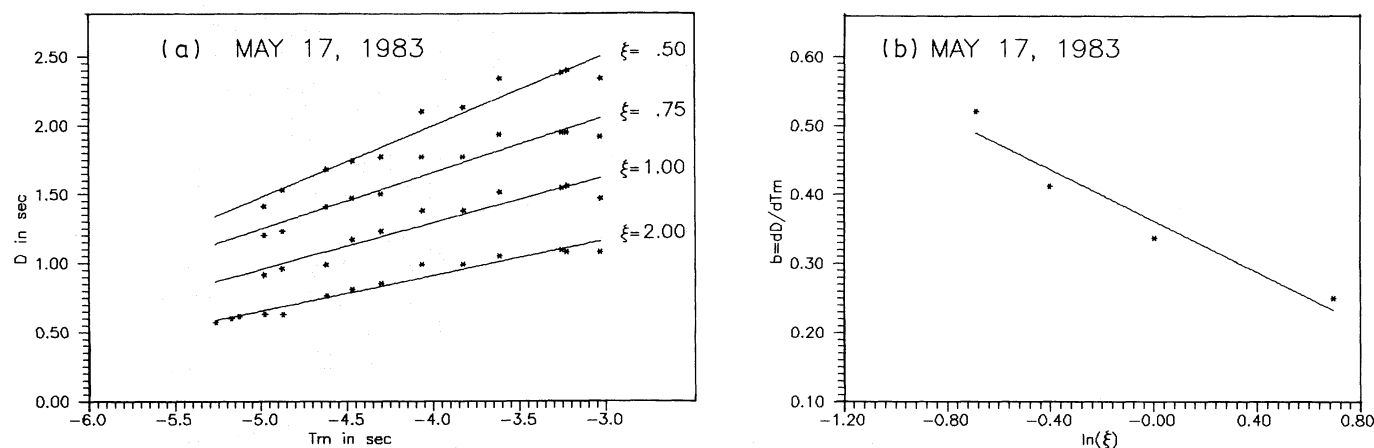 (a) MAY 17, 1983
ξ= .50
ξ= .75
ξ=1.00
ξ=2.00
2.50
2.00
1.50
1.00
0.50
0.00
D in sec
-6.0 -5.5 -5.0 -4.5 -4.0 -3.5 -3.0
Tm in sec
(b) MAY 17, 1983
0.60
0.50
0.40
0.30
0.20
0.10
b=dD/dTm
-1.20 -0.80 -0.40 -0.00 0.40 0.80
ln(ξ)